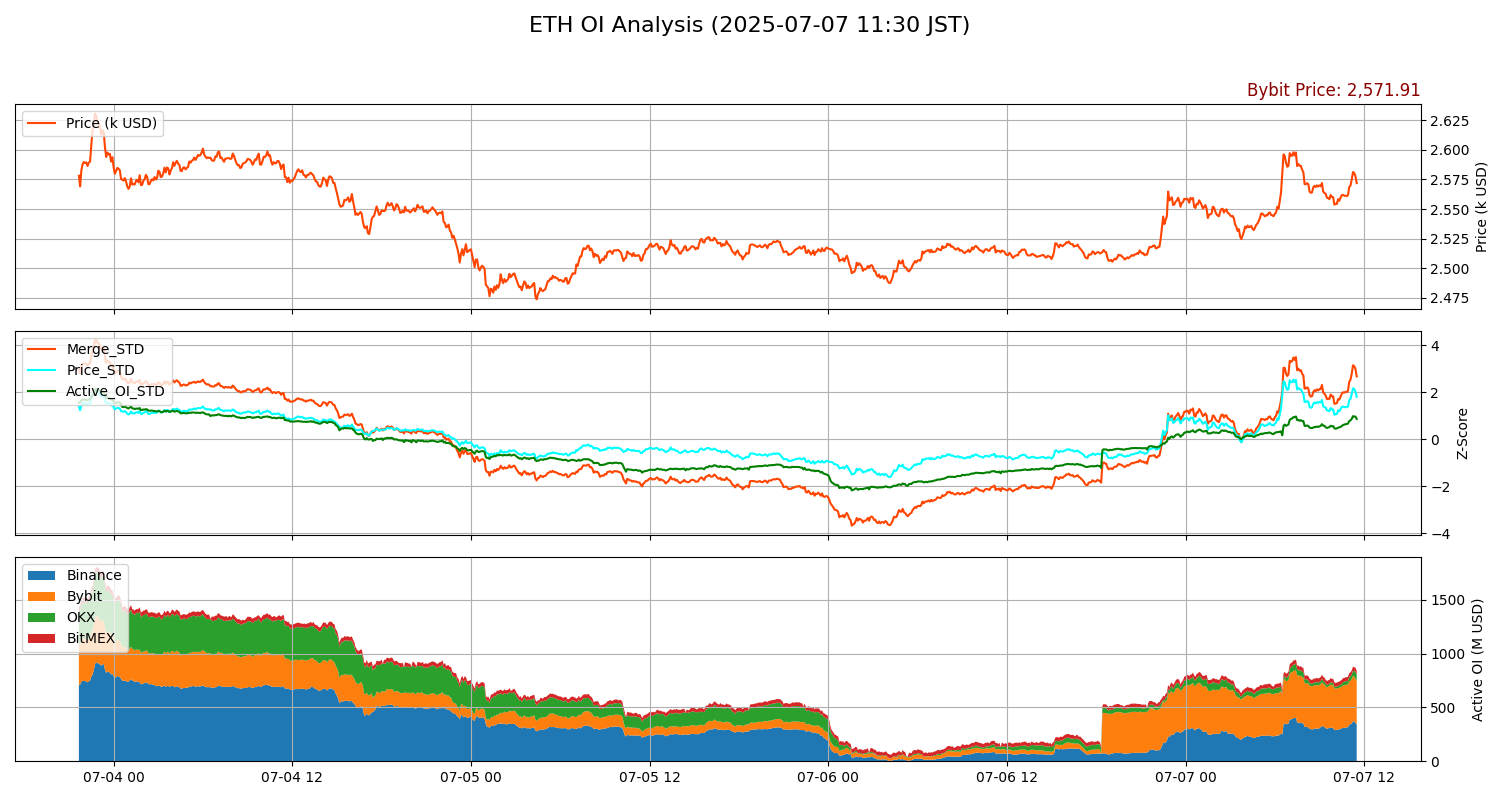 ETH OI Analysis (2025-07-07 11:30 JST)
Bybit Price: 2,571.91
Price (k USD)
2.625
2.600
2.575
2.550
2.525
2.500
2.475
Price (k USD)
Merge_STD
Price_STD
Active_OI_STD
4
2
0
−2
−4
Z-Score
Binance
Bybit
OKX
BitMEX
1500
1000
500
0
Active OI (M USD)
07-04 00
07-04 12
07-05 00
07-05 12
07-06 00
07-06 12
07-07 00
07-07 12